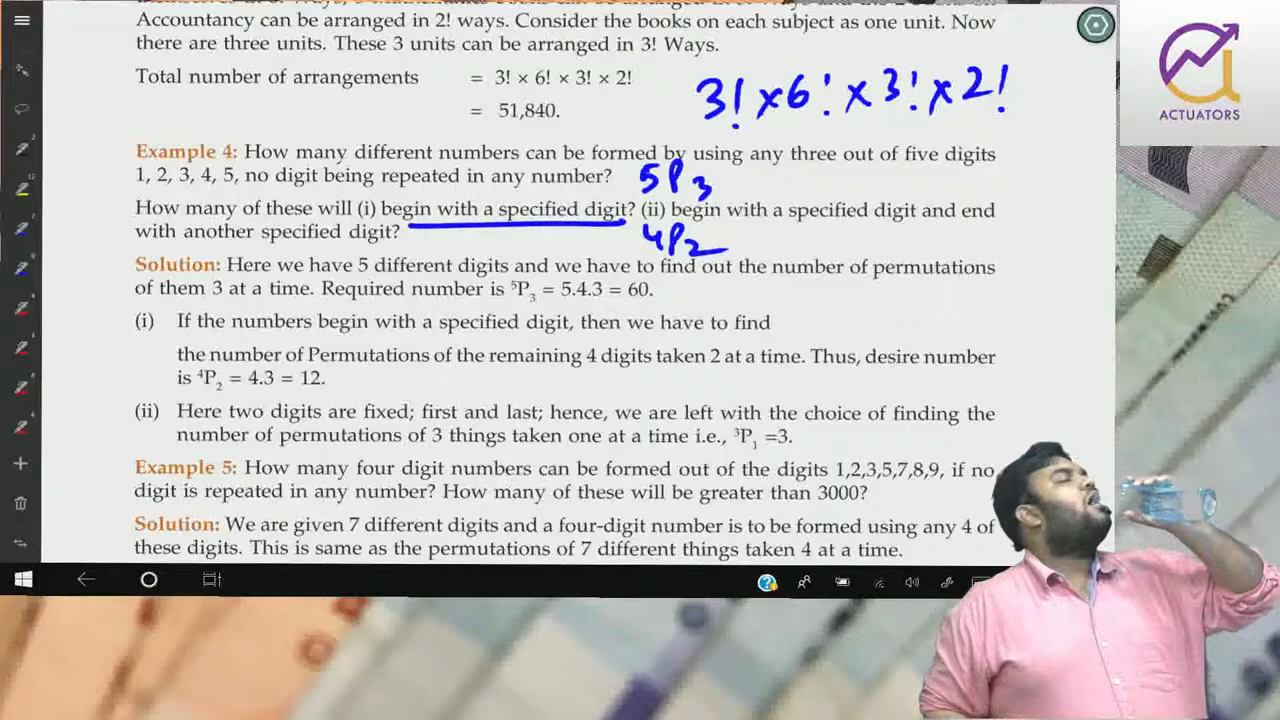 Accountancy can be arranged in 2! ways. Consider the books on each subject as one unit. Now
there are three units. These 3 units can be arranged in 3! Ways.
Total number of arrangements = 3! × 6! × 3! × 2!
= 51,840.
3! × 6! × 3! × 2!
ACTUATORS
Example 4: How many different numbers can be formed by using any three out of five digits
1, 2, 3, 4, 5, no digit being repeated in any number?
5P3
How many of these will (i) begin with a specified digit? (ii) begin with a specified digit and end
with another specified digit?
4P2
Solution: Here we have 5 different digits and we have to find out the number of permutations
of them 3 at a time. Required number is ⁵P₃ = 5.4.3 = 60.
(i) If the numbers begin with a specified digit, then we have to find
the number of Permutations of the remaining 4 digits taken 2 at a time. Thus, desire number
is ⁴P₂ = 4.3 = 12.
(ii) Here two digits are fixed; first and last; hence, we are left with the choice of finding the
number of permutations of 3 things taken one at a time i.e., ³P₁ =3.
Example 5: How many four digit numbers can be formed out of the digits 1,2,3,5,7,8,9, if no
digit is repeated in any number? How many of these will be greater than 3000?
Solution: We are given 7 different digits and a four-digit number is to be formed using any 4 of
these digits. This is same as the permutations of 7 different things taken 4 at a time.